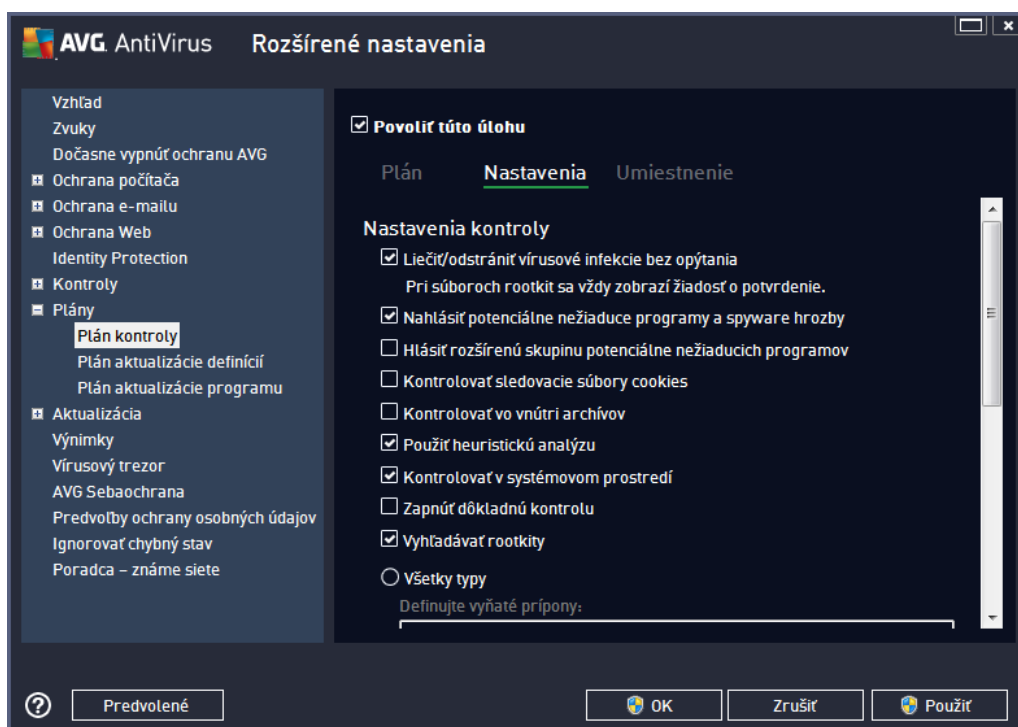 AVG. AntiVirus Rozšírené nastavenia
Vzhľad
Zvuky
Dočasne vypnúť ochranu AVG
Ochrana počítača
Ochrana e-mailu
Ochrana Web
Identity Protection
Kontroly
Plány
Plán kontroly
Plán aktualizácie definícií
Plán aktualizácie programu
Aktualizácia
Výnimky
Vírusový trezor
AVG Sebaochrana
Predvoľby ochrany osobných údajov
Ignorovať chybný stav
Poradca – známe siete
Povoliť túto úlohu
Plán Nastavenia Umiestnenie
Nastavenia kontroly
Liečiť/odstrániť vírusové infekcie bez opýtania
Pri súboroch rootkit sa vždy zobrazí žiadosť o potvrdenie.
Nahlásiť potenciálne nežiaduce programy a spyware hrozby
Hlásiť rozšírenú skupinu potenciálne nežiaducich programov
Kontrolovať sledovacie súbory cookies
Kontrolovať vo vnútri archívov
Použiť heuristickú analýzu
Kontrolovať v systémovom prostredí
Zapnúť dôkladnú kontrolu
Vyhľadávať rootkity
Všetky typy
Definujte vyňaté prípony:
Predvolené OK Zrušiť Použiť